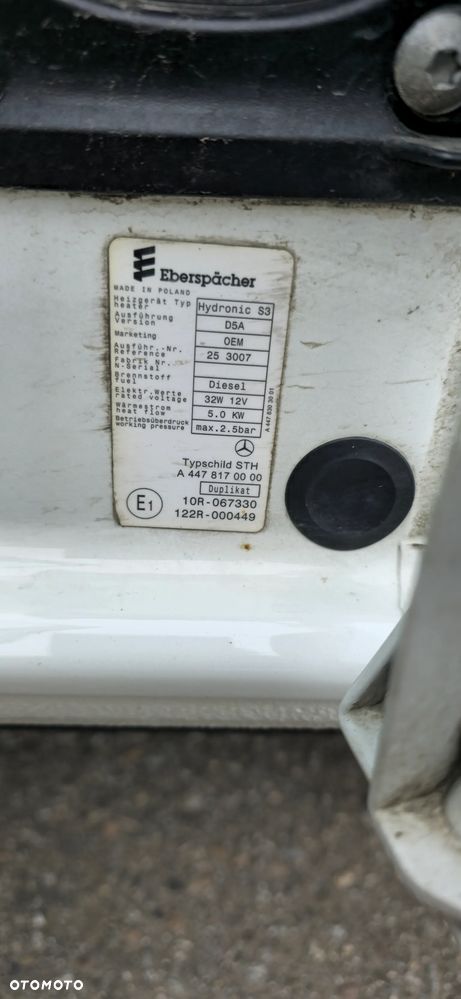 Eberspächer
MADE IN POLAND
Heizgerät Typ
heater
Hydronic S3
Ausführung
Version
D5A
Marketing
OEM
Ausführ.-Nr.
Reference
25 3007
Fabrik Nr.
N-Serial
Brennstoff
fuel
Diesel
Elektr.Werte
rated voltage
32W 12V
Wärmestrom
heat flow
5.0 KW
Betriebsüberdruck
working pressure
max.2.5bar
A 447 830 30 01
Typschild STH
A 447 817 00 00
Duplikat
E1
10R-067330
122R-000449
OTOMOTO